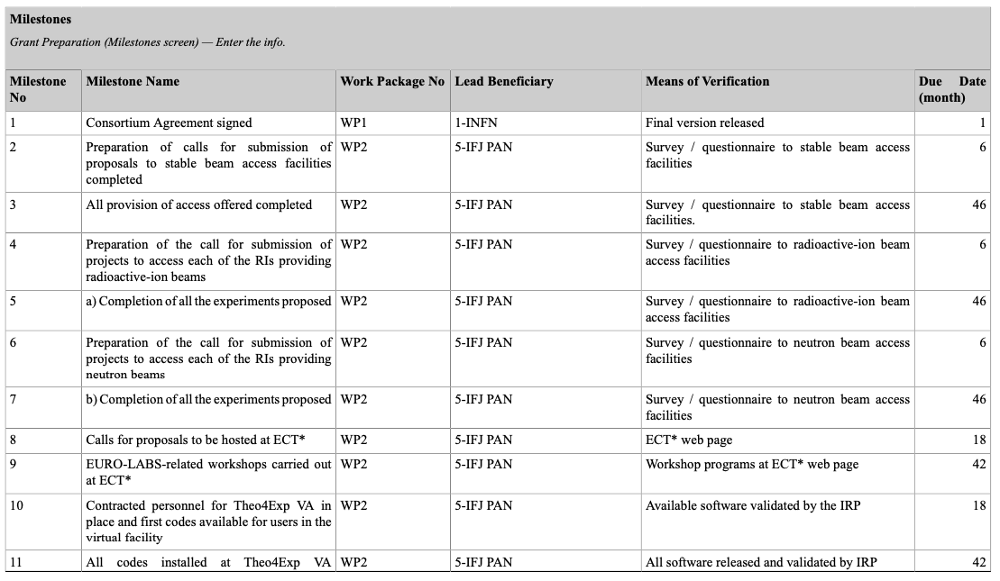 Milestones
Grant Preparation (Milestones screen) — Enter the info.
Milestone No
Milestone Name
Work Package No
Lead Beneficiary
Means of Verification
Due Date (month)
1
Consortium Agreement signed
WP1
1-INFN
Final version released
1
2
Preparation of calls for submission of
proposals to stable beam access facilities
completed
WP2
5-IFJ PAN
Survey / questionnaire to stable beam access
facilities
6
3
All provision of access offered completed
WP2
5-IFJ PAN
Survey / questionnaire to stable beam access
facilities.
46
4
Preparation of the call for submission of
projects to access each of the RIs providing
radioactive-ion beams
WP2
5-IFJ PAN
Survey / questionnaire to radioactive-ion beam
access facilities
6
5
a) Completion of all the experiments proposed
WP2
5-IFJ PAN
Survey / questionnaire to radioactive-ion beam
access facilities
46
6
Preparation of the call for submission of
projects to access each of the RIs providing
neutron beams
WP2
5-IFJ PAN
Survey / questionnaire to neutron beam access
facilities
6
7
b) Completion of all the experiments proposed
WP2
5-IFJ PAN
Survey / questionnaire to neutron beam access
facilities
46
8
Calls for proposals to be hosted at ECT*
WP2
5-IFJ PAN
ECT* web page
18
9
EURO-LABS-related workshops carried out
at ECT*
WP2
5-IFJ PAN
Workshop programs at ECT* web page
42
10
Contracted personnel for Theo4Exp VA in
place and first codes available for users in the
virtual facility
WP2
5-IFJ PAN
Available software validated by the IRP
18
11
All codes installed at Theo4Exp VA
WP2
5-IFJ PAN
All software released and validated by IRP
42